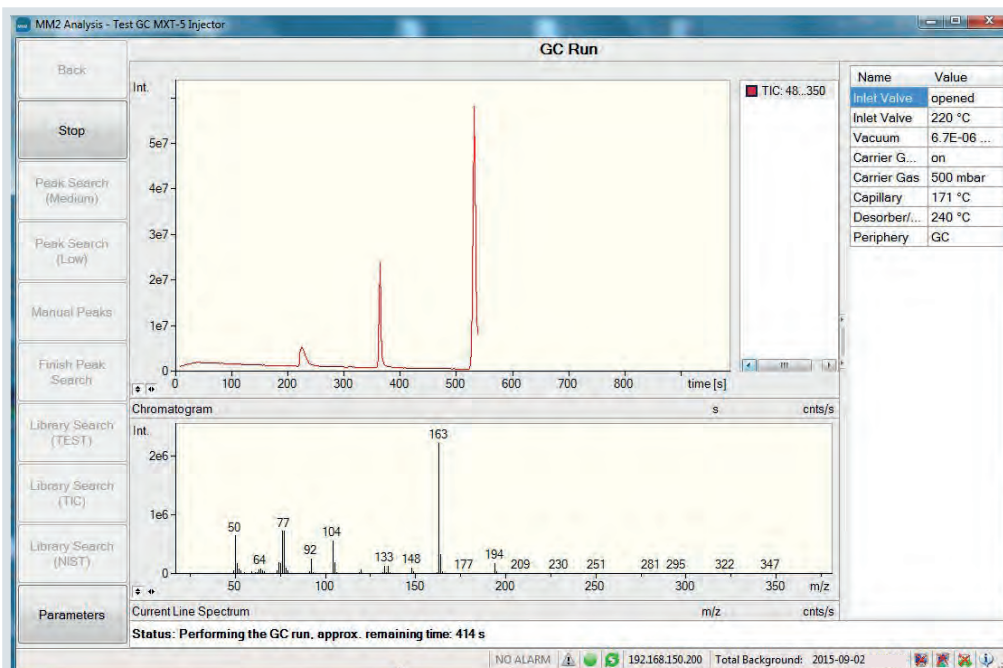 MM2 Analysis - Test GC MXT-5 Injector
GC Run
Back
Stop
Peak Search
(Medium)
Peak Search
(Low)
Manual Peaks
Finish Peak
Search
Library Search
(TEST)
Library Search
(TIC)
Library Search
(NIST)
Parameters
Int.
5e7
4e7
3e7
2e7
1e7
0
0 100 200 300 400 500 600 700 800 time [s]
TIC: 48...350
Chromatogram s cnts/s
Int.
2e6
1e6
0
50 64 77 92 104 133 148 163 177 194 209 230 251 281 295 322 347
50 100 150 200 250 300 350 m/z
Current Line Spectrum m/z cnts/s
Status: Performing the GC run, approx. remaining time: 414 s
Name Value
Inlet Valve opened
Inlet Valve 220 °C
Vacuum 6.7E-06 ...
Carrier G... on
Carrier Gas 500 mbar
Capillary 171 °C
Desorber/... 240 °C
Periphery GC
NO ALARM 192.168.150.200 Total Background: 2015-09-02